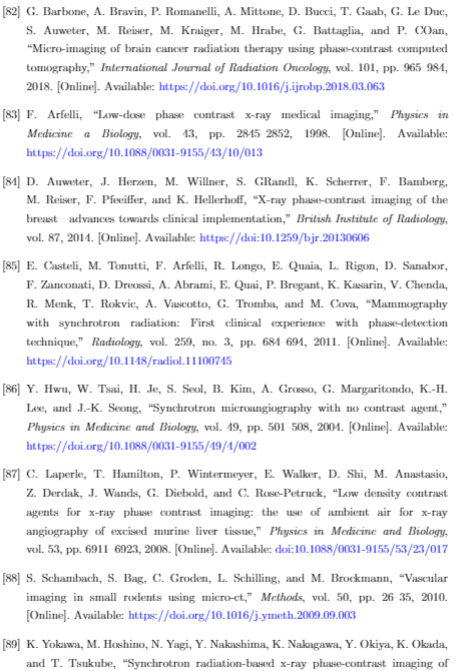 [82] G. Barbone, A. Bravin, P. Romanelli, A. Mittone, D. Bucci, T. Gaab, G. Le Duc,
S. Auweter, M. Reiser, M. Kraiger, M. Hrabe, G. Battaglia, and P. COan,
“Micro-imaging of brain cancer radiation therapy using phase-contrast computed
tomography,” International Journal of Radiation Oncology, vol. 101, pp. 965–984,
2018. [Online]. Available: https://doi.org/10.1016/j.ijrobp.2018.03.063
[83] F. Arfelli, “Low-dose phase contrast x-ray medical imaging,” Physics in
Medicine a Biology, vol. 43, pp. 2845–2852, 1998. [Online]. Available:
https://doi.org/10.1088/0031-9155/43/10/013
[84] D. Auweter, J. Herzen, M. Willner, S. GRandl, K. Scherrer, F. Bamberg,
M. Reiser, F. Pfeeiffer, and K. Hellerhoff, “X-ray phase-contrast imaging of the
breast—advances towards clinical implementation,” British Institute of Radiology,
vol. 87, 2014. [Online]. Available: https://doi:10.1259/bjr.20130606
[85] E. Casteli, M. Tonutti, F. Arfelli, R. Longo, E. Quaia, L. Rigon, D. Sanabor,
F. Zanconati, D. Dreossi, A. Abrami, E. Quai, P. Bregant, K. Kasarin, V. Chenda,
R. Menk, T. Rokvic, A. Vascotto, G. Tromba, and M. Cova, “Mammography
with synchrotron radiation: First clinical experience with phase-detection
technique,” Radiology, vol. 259, no. 3, pp. 684–694, 2011. [Online]. Available:
https://doi.org/10.1148/radiol.11100745
[86] Y. Hwu, W. Tsai, H. Je, S. Seol, B. Kim, A. Grosso, G. Margaritondo, K.-H.
Lee, and J.-K. Seong, “Synchrotron microangiography with no contrast agent,”
Physics in Medicine and Biology, vol. 49, pp. 501–508, 2004. [Online]. Available:
https://doi.org/10.1088/0031-9155/49/4/002
[87] C. Laperle, T. Hamilton, P. Wintermeyer, E. Walker, D. Shi, M. Anastasio,
Z. Derdak, J. Wands, G. Diebold, and C. Rose-Petruck, “Low density contrast
agents for x-ray phase contrast imaging: the use of ambient air for x-ray
angiography of excised murine liver tissue,” Physics in Medicine and Biology,
vol. 53, pp. 6911–6923, 2008. [Online]. Available: doi:10.1088/0031-9155/53/23/017
[88] S. Schambach, S. Bag, C. Groden, L. Schilling, and M. Brockmann, “Vascular
imaging in small rodents using micro-ct,” Methods, vol. 50, pp. 26–35, 2010.
[Online]. Available: https://doi.org/10.1016/j.ymeth.2009.09.003
[89] K. Yokawa, M. Hoshino, N. Yagi, Y. Nakashima, K. Nakagawa, Y. Okiya, K. Okada,
and T. Tsukube, “Synchrotron radiation-based x-ray phase-contrast imaging of